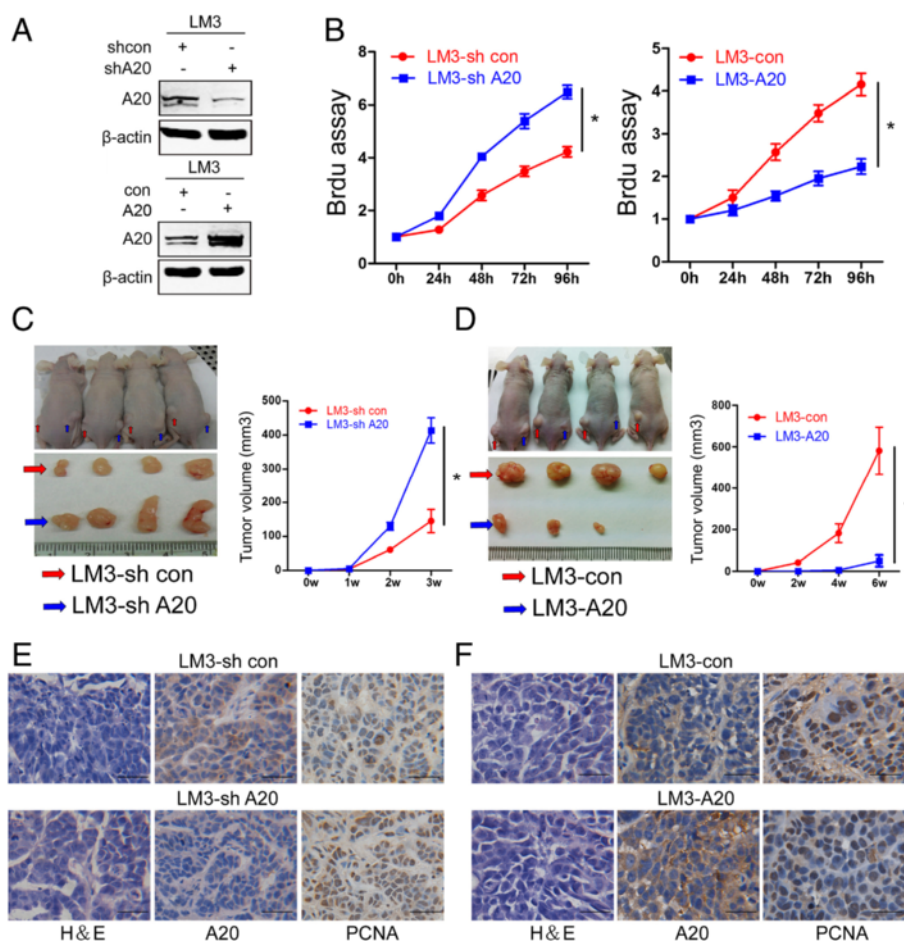 A
LM3
shcon + -
shA20 - +
A20
β-actin
LM3
con + -
A20 - +
A20
β-actin
B
Brdu assay
8
6
4
2
0
LM3-sh con
LM3-sh A20
*
0h 24h 48h 72h 96h
Brdu assay
5
4
3
2
1
0
LM3-con
LM3-A20
*
0h 24h 48h 72h 96h
C
LM3-sh con
LM3-sh A20
Tumor volume (mm3)
500
400
300
200
100
0
LM3-sh con
LM3-sh A20
*
0w 1w 2w 3w
D
LM3-con
LM3-A20
Tumor volume (mm3)
800
600
400
200
0
LM3-con
LM3-A20
0w 2w 4w 6w
E
LM3-sh con
LM3-sh A20
H&E A20 PCNA
F
LM3-con
LM3-A20
H&E A20 PCNA